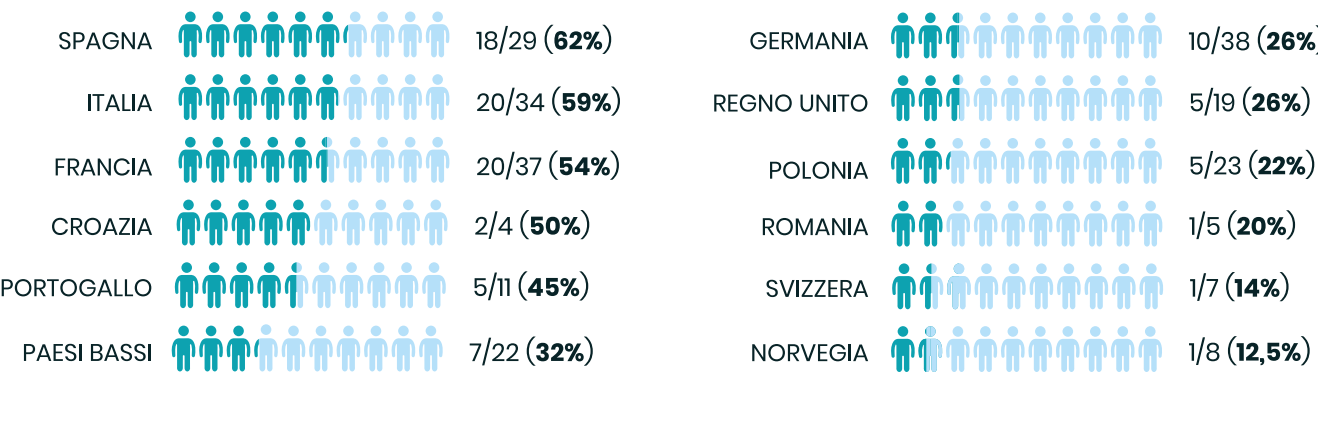 SPAGNA 18/29 (62%)
ITALIA 20/34 (59%)
FRANCIA 20/37 (54%)
CROAZIA 2/4 (50%)
PORTOGALLO 5/11 (45%)
PAESI BASSI 7/22 (32%)
GERMANIA 10/38 (26%)
REGNO UNITO 5/19 (26%)
POLONIA 5/23 (22%)
ROMANIA 1/5 (20%)
SVIZZERA 1/7 (14%)
NORVEGIA 1/8 (12,5%)